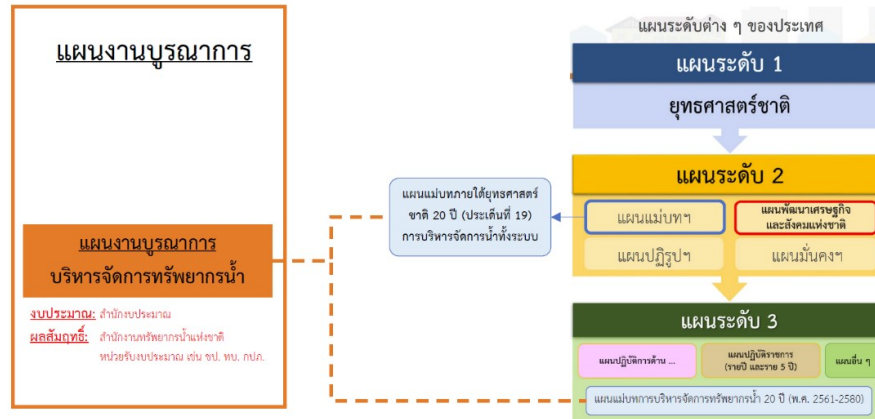 แผนงานบูรณาการ
แผนงานบูรณาการ
บริหารจัดการทรัพยากรน้ำ
งบประมาณ: สำนักงบประมาณ
ผลสัมฤทธิ์: สำนักงานทรัพยากรน้ำแห่งชาติ
หน่วยรับงบประมาณ เช่น ชป. ทบ. กปภ.
แผนแม่บทภายใต้ยุทธศาสตร์
ชาติ 20 ปี (ประเด็นที่ 19)
การบริหารจัดการน้ำทั้งระบบ
แผนระดับต่าง ๆ ของประเทศ
แผนระดับ 1
ยุทธศาสตร์ชาติ
แผนระดับ 2
แผนแม่บทฯ
แผนพัฒนาเศรษฐกิจ
และสังคมแห่งชาติ
แผนปฏิรูปฯ
แผนมั่นคงฯ
แผนระดับ 3
แผนปฏิบัติการด้าน ...
แผนปฏิบัติราชการ
(รายปี และราย 5 ปี)
แผนอื่น ๆ
แผนแม่บทการบริหารจัดการทรัพยากรน้ำ 20 ปี (พ.ศ. 2561-2580)